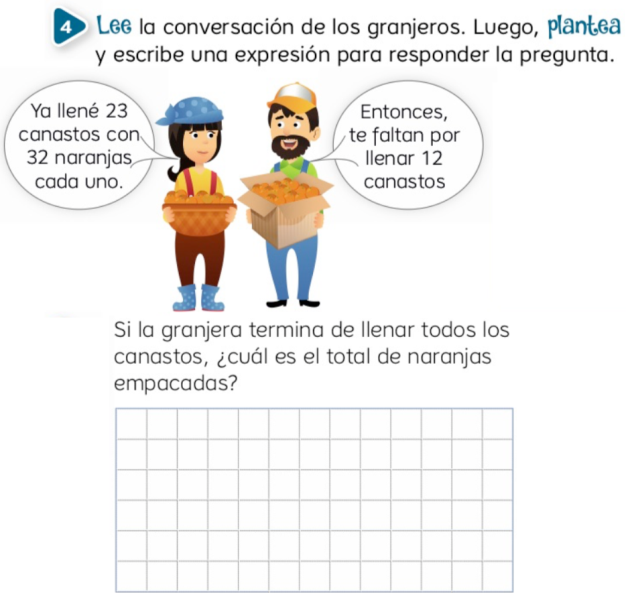 4 Lee la conversación de los granjeros. Luego, plantea
y escribe una expresión para responder la pregunta.
Ya llené 23
canastos con
32 naranjas
cada uno.
Entonces,
te faltan por
llenar 12
canastos
Si la granjera termina de llenar todos los
canastos, ¿cuál es el total de naranjas
empacadas?